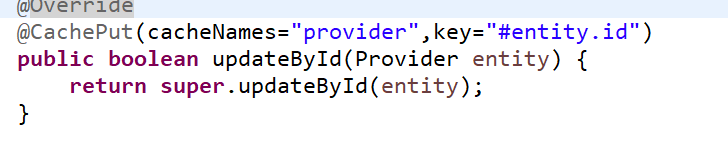 @Override
@CachePut(cacheNames="provider",key="#entity.id")
public boolean updateById(Provider entity) {
    return super.updateById(entity);
}